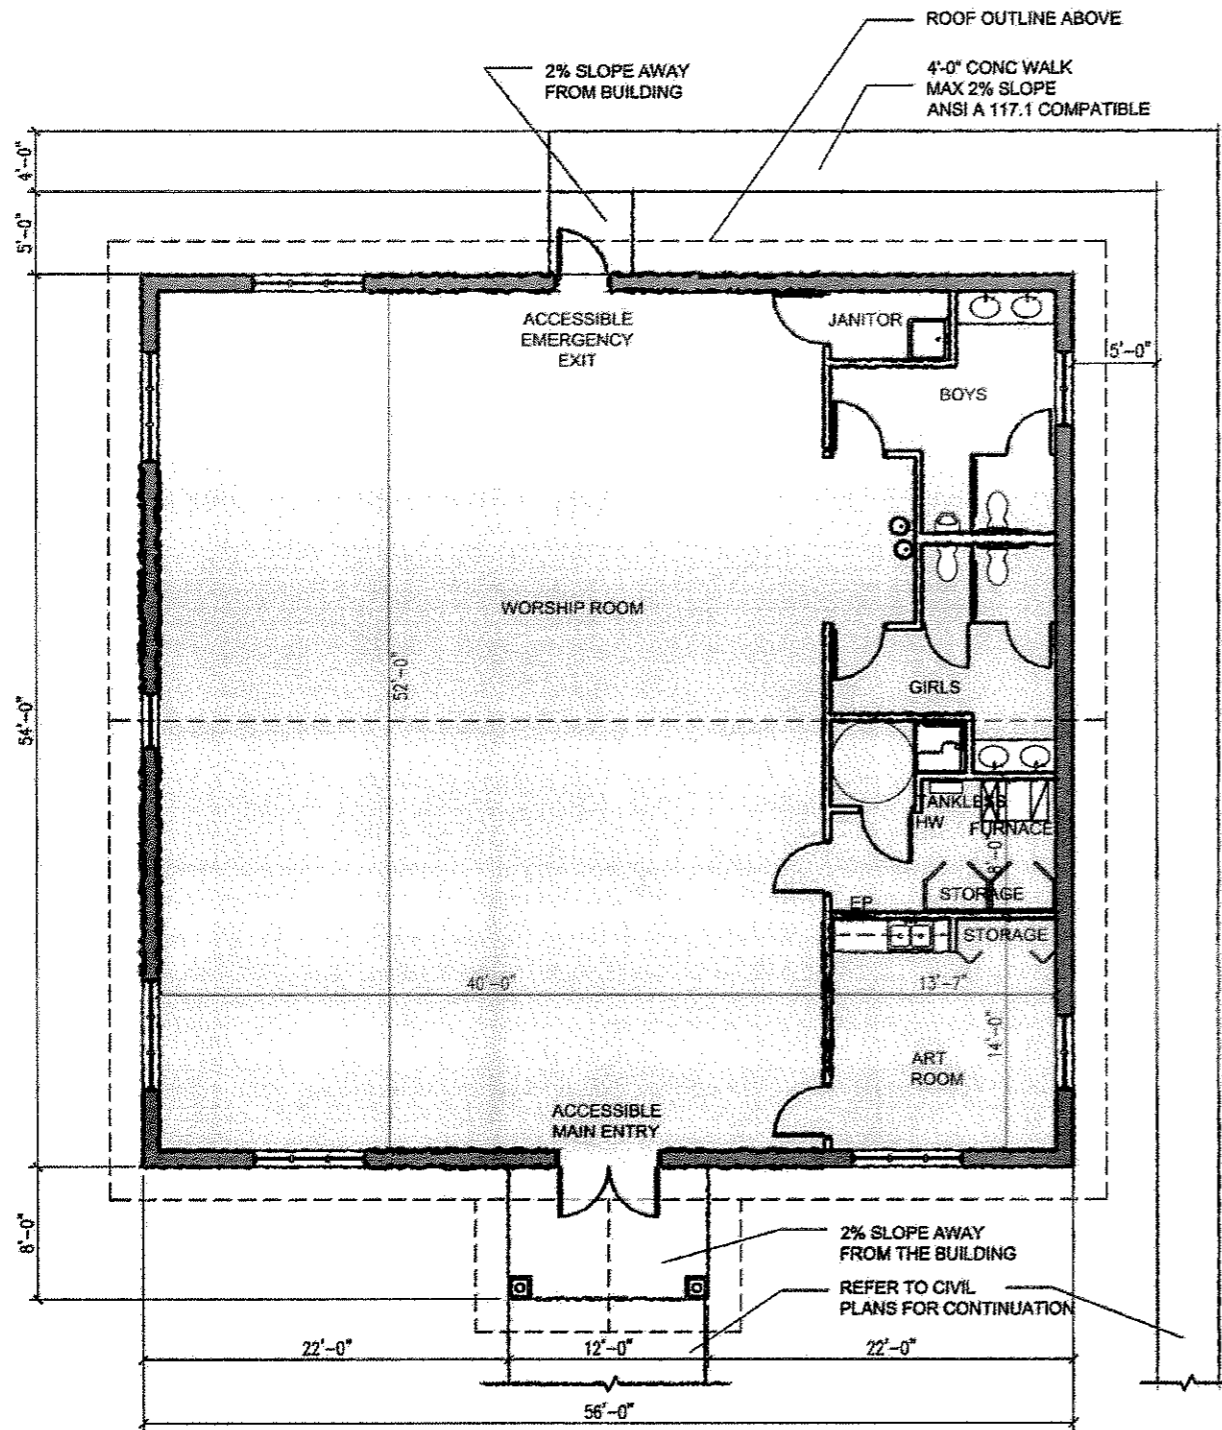 ROOF OUTLINE ABOVE
2% SLOPE AWAY
FROM BUILDING
4'-0" CONC WALK
MAX 2% SLOPE
ANSI A 117.1 COMPATIBLE
4'-0"
5'-0"
ACCESSIBLE
EMERGENCY
EXIT
JANITOR
5'-0"
BOYS
WORSHIP ROOM
52'-0"
54'-0"
GIRLS
TANKLESS
HW
FURNACE
8'-0"
STORAGE
EP
STORAGE
40'-0"
13'-7"
14'-0"
ART
ROOM
ACCESSIBLE
MAIN ENTRY
8'-0"
2% SLOPE AWAY
FROM THE BUILDING
REFER TO CIVIL
PLANS FOR CONTINUATION
22'-0"
12'-0"
22'-0"
56'-0"